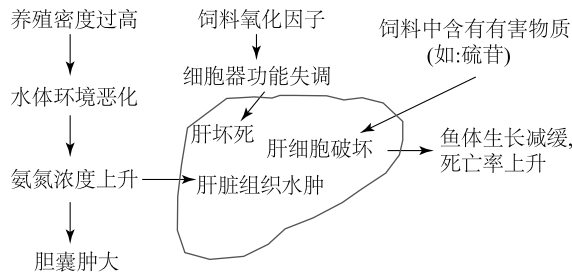 养殖密度过高
饲料氧化因子
饲料中含有有害物质
(如:硫苷)
水体环境恶化
细胞器功能失调
肝坏死
肝细胞破坏
鱼体生长减缓,
死亡率上升
氨氮浓度上升
肝脏组织水肿
胆囊肿大